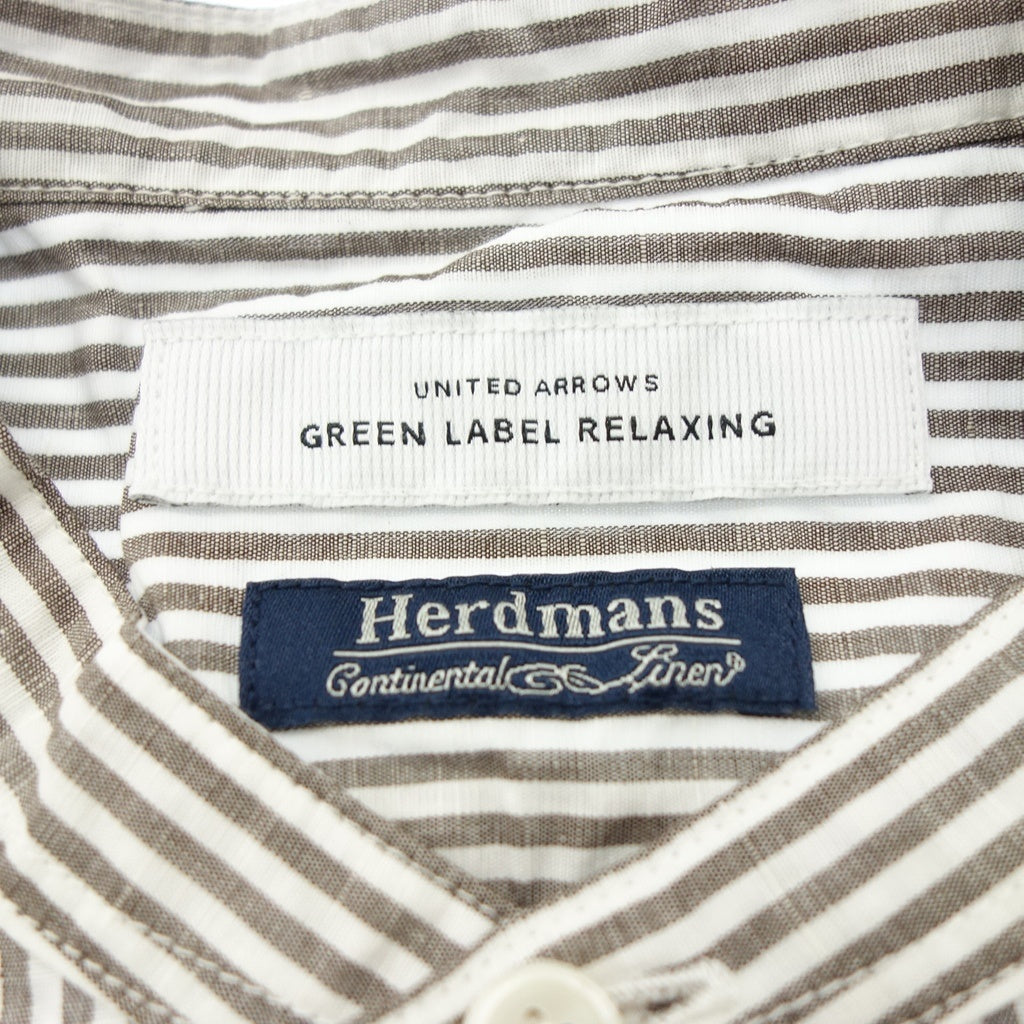 UNITED ARROWS
GREEN LABEL RELAXING
Herdmans
Continental Linen®